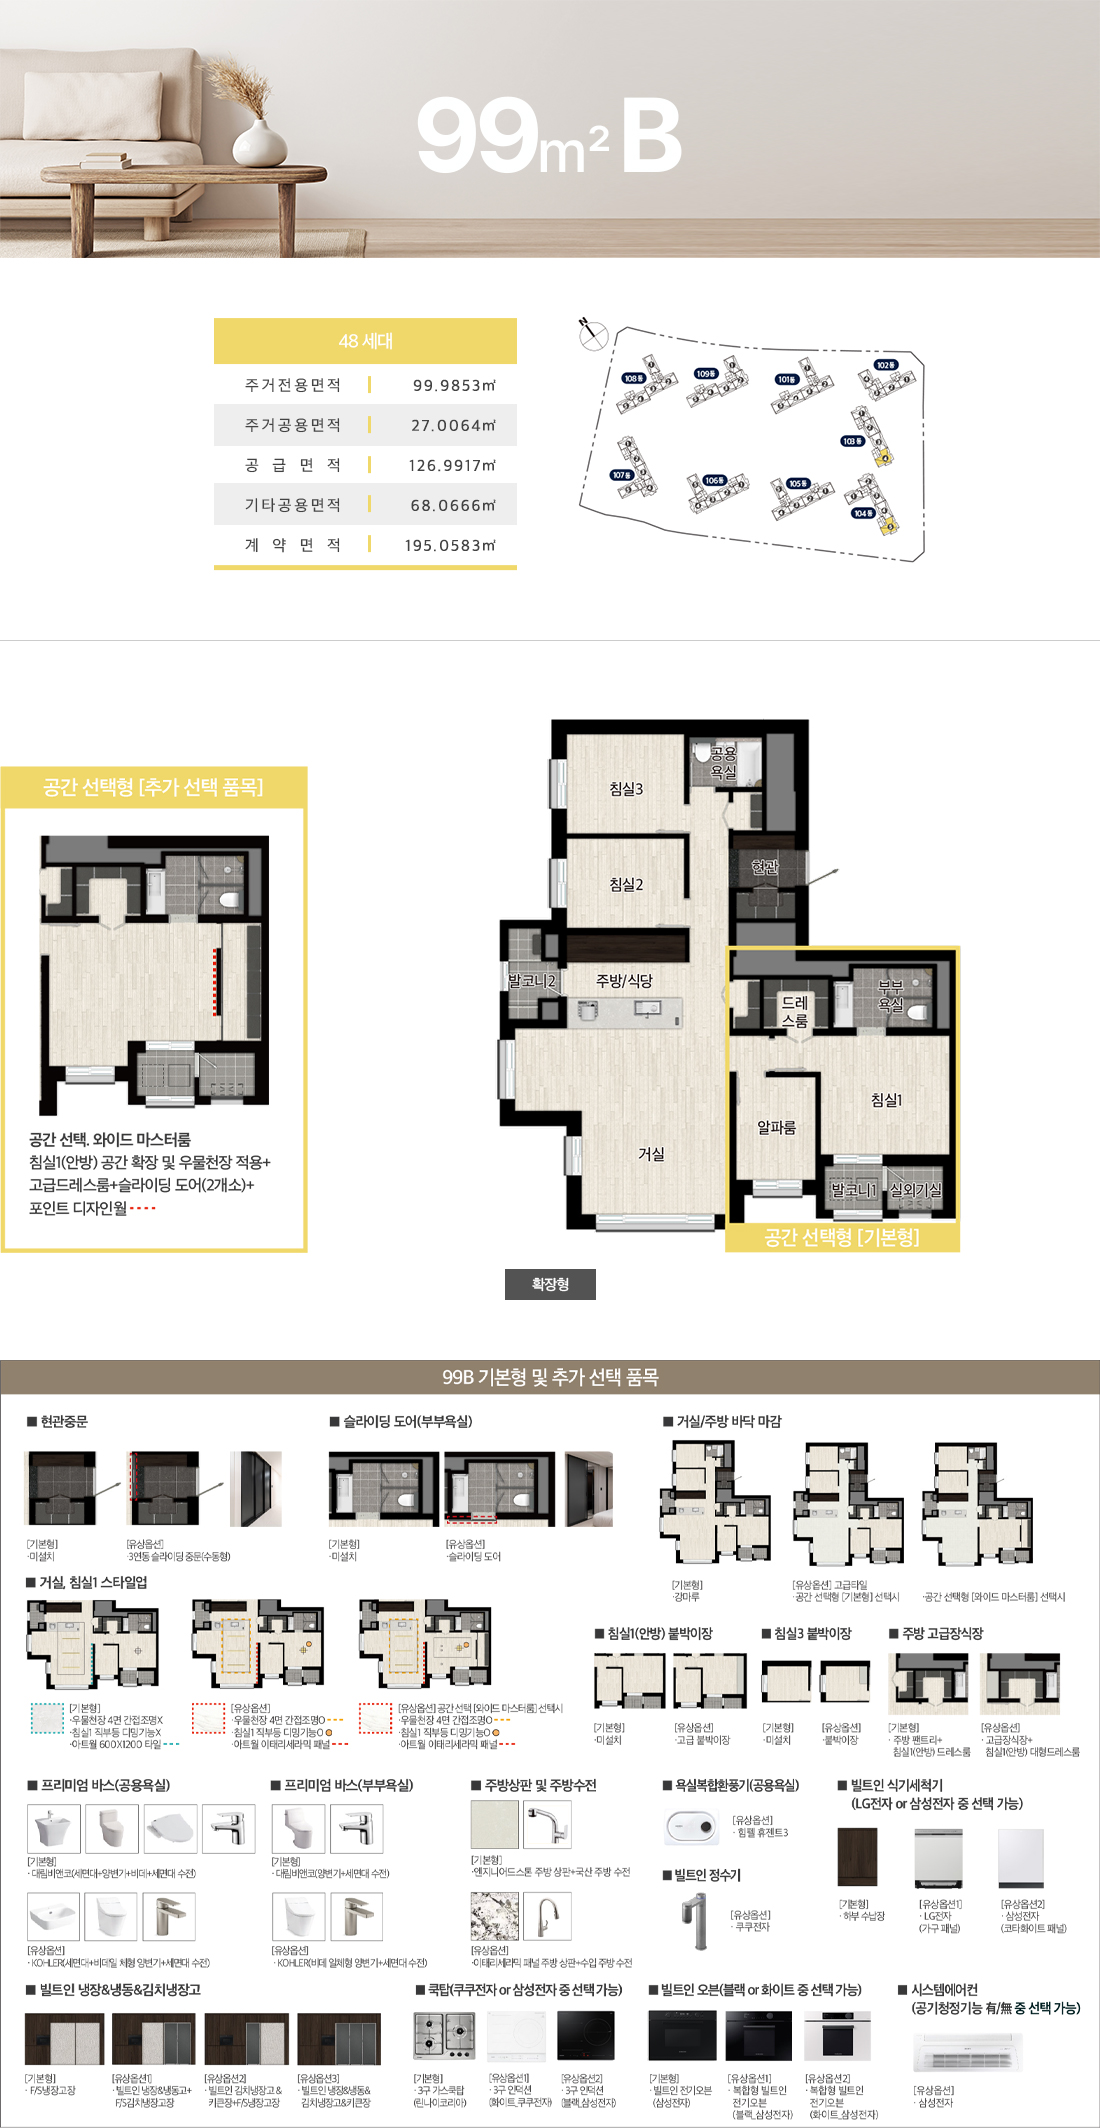 99m² B
48 세대
주거전용면적 99.9853㎡
주거공용면적 27.0064㎡
공 급 면 적 126.9917㎡
기타공용면적 68.0666㎡
계 약 면 적 195.0583㎡
N
108동
109동
101동
102동
103동
107동
106동
105동
104동
공간 선택형 [추가 선택 품목]
공간 선택. 와이드 마스터룸
침실1(안방) 공간 확장 및 우물천장 적용+
고급드레스룸+슬라이딩 도어(2개소)+
포인트 디자인월
침실3
공용
욕실
침실2
현관
발코니2
주방/식당
드레
스룸
부부
욕실
침실1
알파룸
거실
발코니1
실외기실
공간 선택형 [기본형]
확장형
99B 기본형 및 추가 선택 품목
■ 현관중문
[기본형]
·미설치
[유상옵션]
·3연동 슬라이딩 중문(수동형)
■ 슬라이딩 도어(부부욕실)
[기본형]
·미설치
[유상옵션]
·슬라이딩 도어
■ 거실/주방 바닥 마감
[기본형]
·강마루
[유상옵션] 고급타일
·공간 선택형 [기본형] 선택시
·공간 선택형 [와이드 마스터룸] 선택시
■ 거실, 침실1 스타일업
[기본형]
·우물천장 4면 간접조명X
·침실1 직부등 디밍기능X
·아트월 600X1200 타일
[유상옵션]
·우물천장 4면 간접조명O
·침실1 직부등 디밍기능O
·아트월 이태리세라믹 패널
[유상옵션] 공간 선택 [와이드 마스터룸] 선택시
·우물천장 4면 간접조명O
·침실1 직부등 디밍기능O
·아트월 이태리세라믹 패널
■ 침실1(안방) 붙박이장
[기본형]
·미설치
[유상옵션]
·고급 붙박이장
■ 침실3 붙박이장
[기본형]
·미설치
[유상옵션]
·붙박이장
■ 주방 고급장식장
[기본형]
· 주방 팬트리+
침실1(안방) 드레스룸
[유상옵션]
· 고급장식장+
침실1(안방) 대형드레스룸
■ 프리미엄 바스(공용욕실)
[기본형]
· 대림비앤코(세면대+양변기+비데+세면대 수전)
[유상옵션]
· KOHLER(세면대+비데일 체형 양변기+세면대 수전)
■ 프리미엄 바스(부부욕실)
[기본형]
· 대림비앤코(양변기+세면대 수전)
[유상옵션]
· KOHLER(비데 일체형 양변기+세면대 수전)
■ 주방상판 및 주방수전
[기본형]
·엔지니어드스톤 주방 상판+국산 주방 수전
[유상옵션]
·이태리세라믹 패널 주방 상판+수입 주방 수전
■ 욕실복합환풍기(공용욕실)
[유상옵션]
· 힘펠 휴젠트3
■ 빌트인 정수기
[유상옵션]
· 쿠쿠전자
■ 빌트인 식기세척기
(LG전자 or 삼성전자 중 선택 가능)
[기본형]
· 하부 수납장
[유상옵션1]
· LG전자
(가구 패널)
[유상옵션2]
· 삼성전자
(코타화이트 패널)
■ 빌트인 냉장&냉동&김치냉장고
[기본형]
· F/S냉장고장
[유상옵션1]
· 빌트인 냉장&냉동고+
F/S김치냉장고장
[유상옵션2]
· 빌트인 김치냉장고 &
키큰장+F/S냉장고장
[유상옵션3]
· 빌트인 냉장&냉동&
김치냉장고&키큰장
■ 쿡탑(쿠쿠전자 or 삼성전자 중 선택 가능)
[기본형]
· 3구 가스쿡탑
(린나이코리아)
[유상옵션1]
· 3구 인덕션
(화이트_쿠쿠전자)
[유상옵션2]
· 3구 인덕션
(블랙_삼성전자)
■ 빌트인 오븐(블랙 or 화이트 중 선택 가능)
[기본형]
· 빌트인 전기오븐
(삼성전자)
[유상옵션1]
· 복합형 빌트인
전기오븐
(블랙_삼성전자)
[유상옵션2]
· 복합형 빌트인
전기오븐
(화이트_삼성전자)
■ 시스템에어컨
(공기청정기능 有/無 중 선택 가능)
[유상옵션]
· 삼성전자